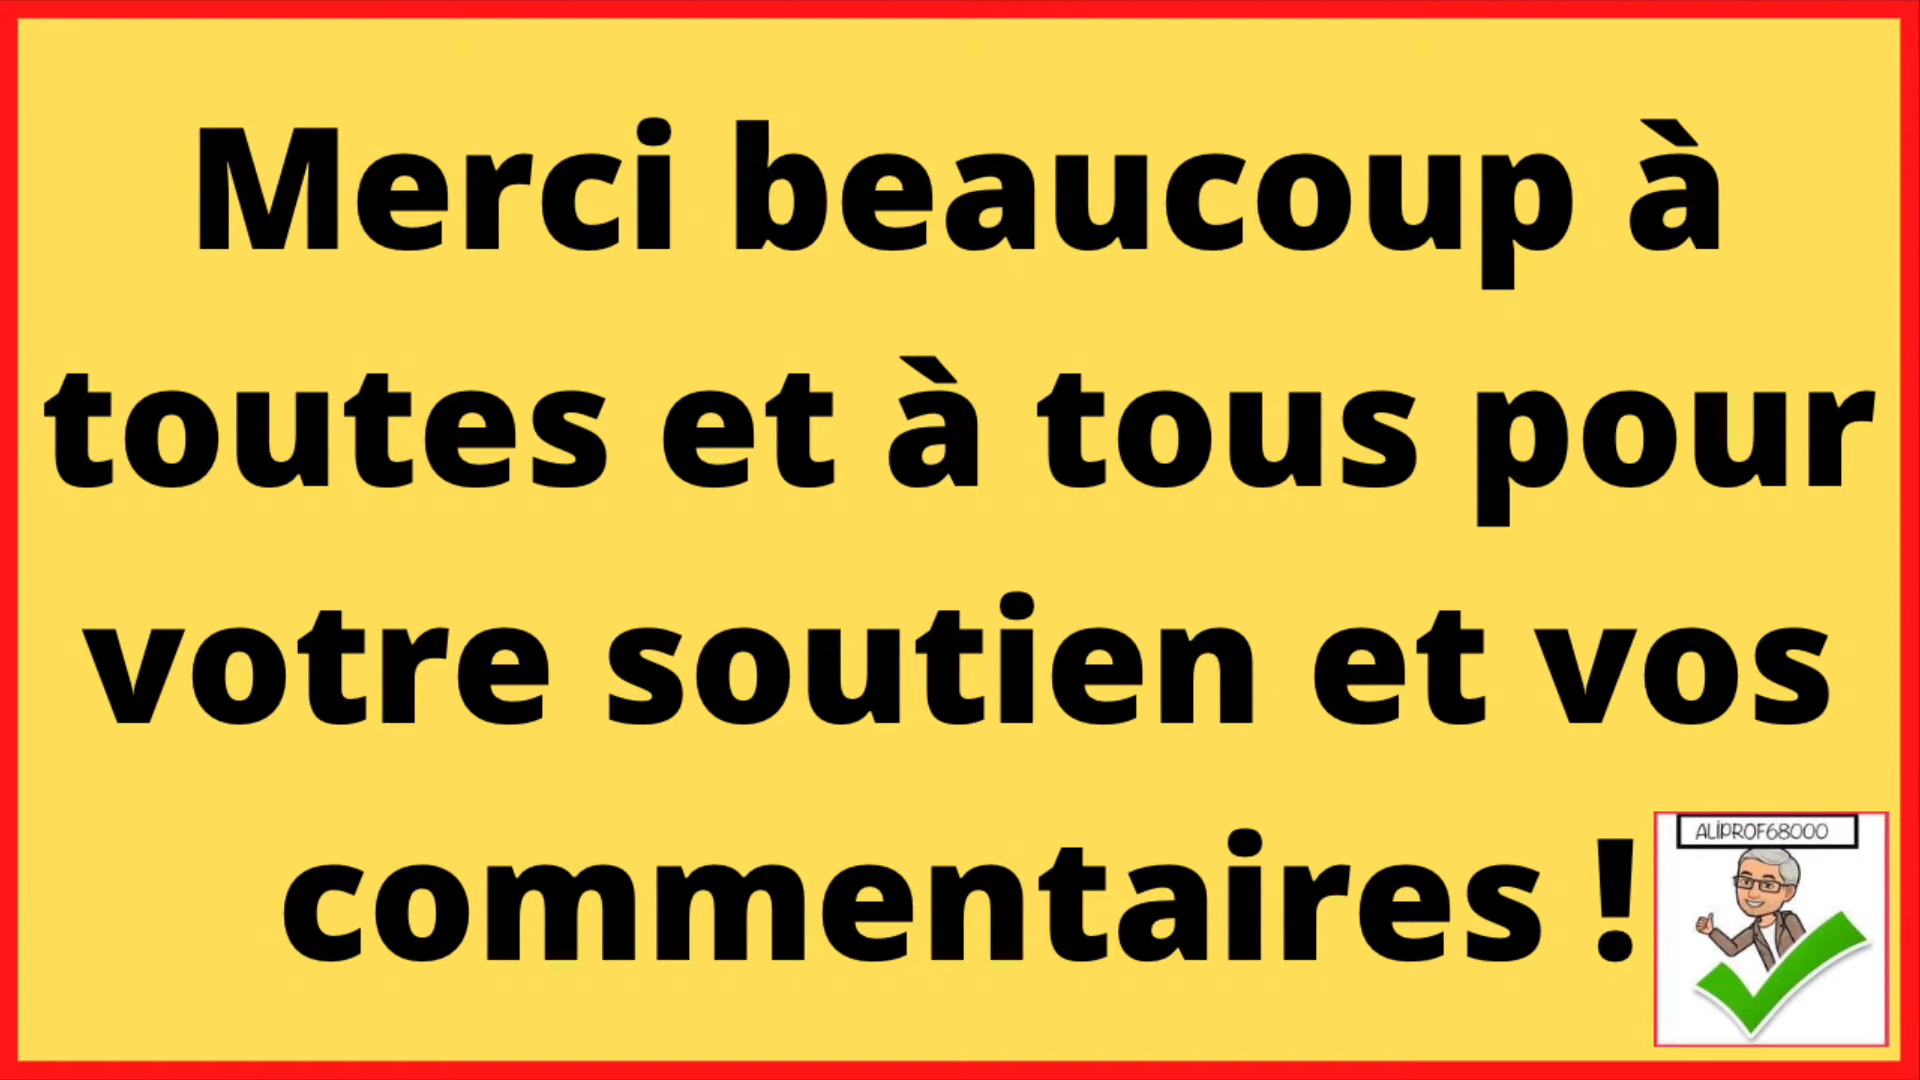 Merci beaucoup à
toutes et à tous pour
votre soutien et vos
commentaires !
ALiPROF68000